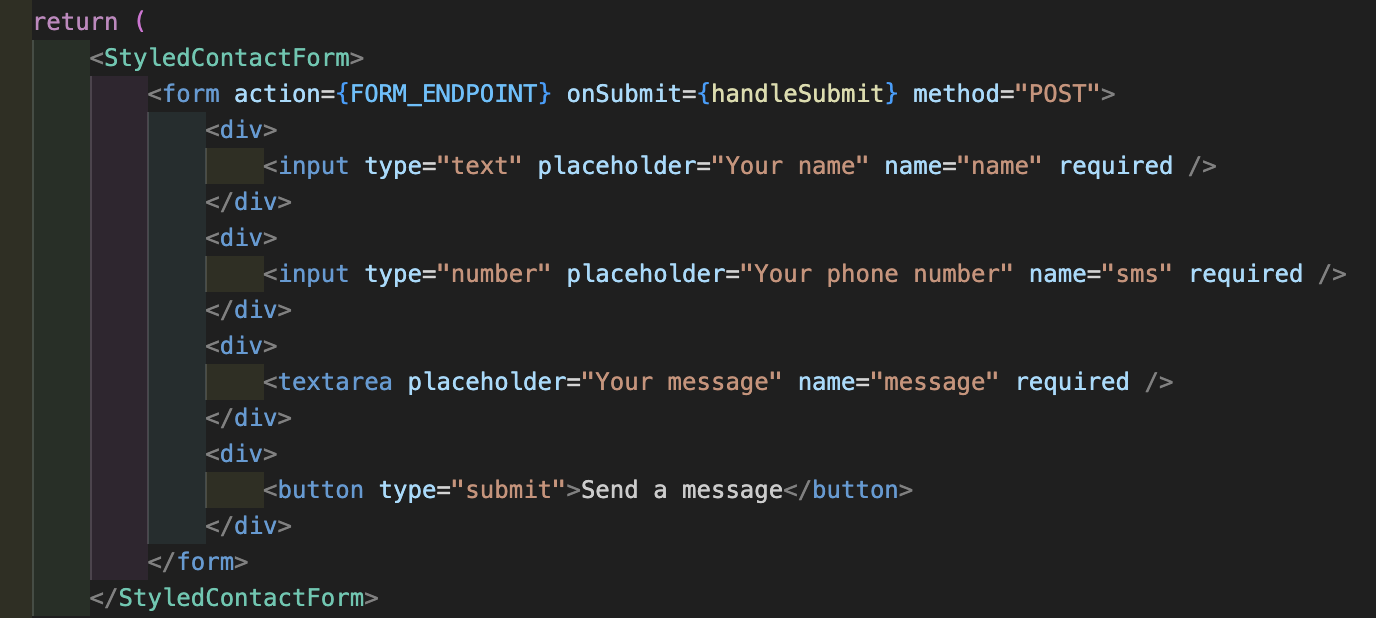 return (
<StyledContactForm>
<form action={FORM_ENDPOINT} onSubmit={handleSubmit} method="POST">
<div>
<input type="text" placeholder="Your name" name="name" required />
</div>
<div>
<input type="number" placeholder="Your phone number" name="sms" required />
</div>
<div>
<textarea placeholder="Your message" name="message" required />
</div>
<div>
<button type="submit">Send a message</button>
</div>
</form>
</StyledContactForm>